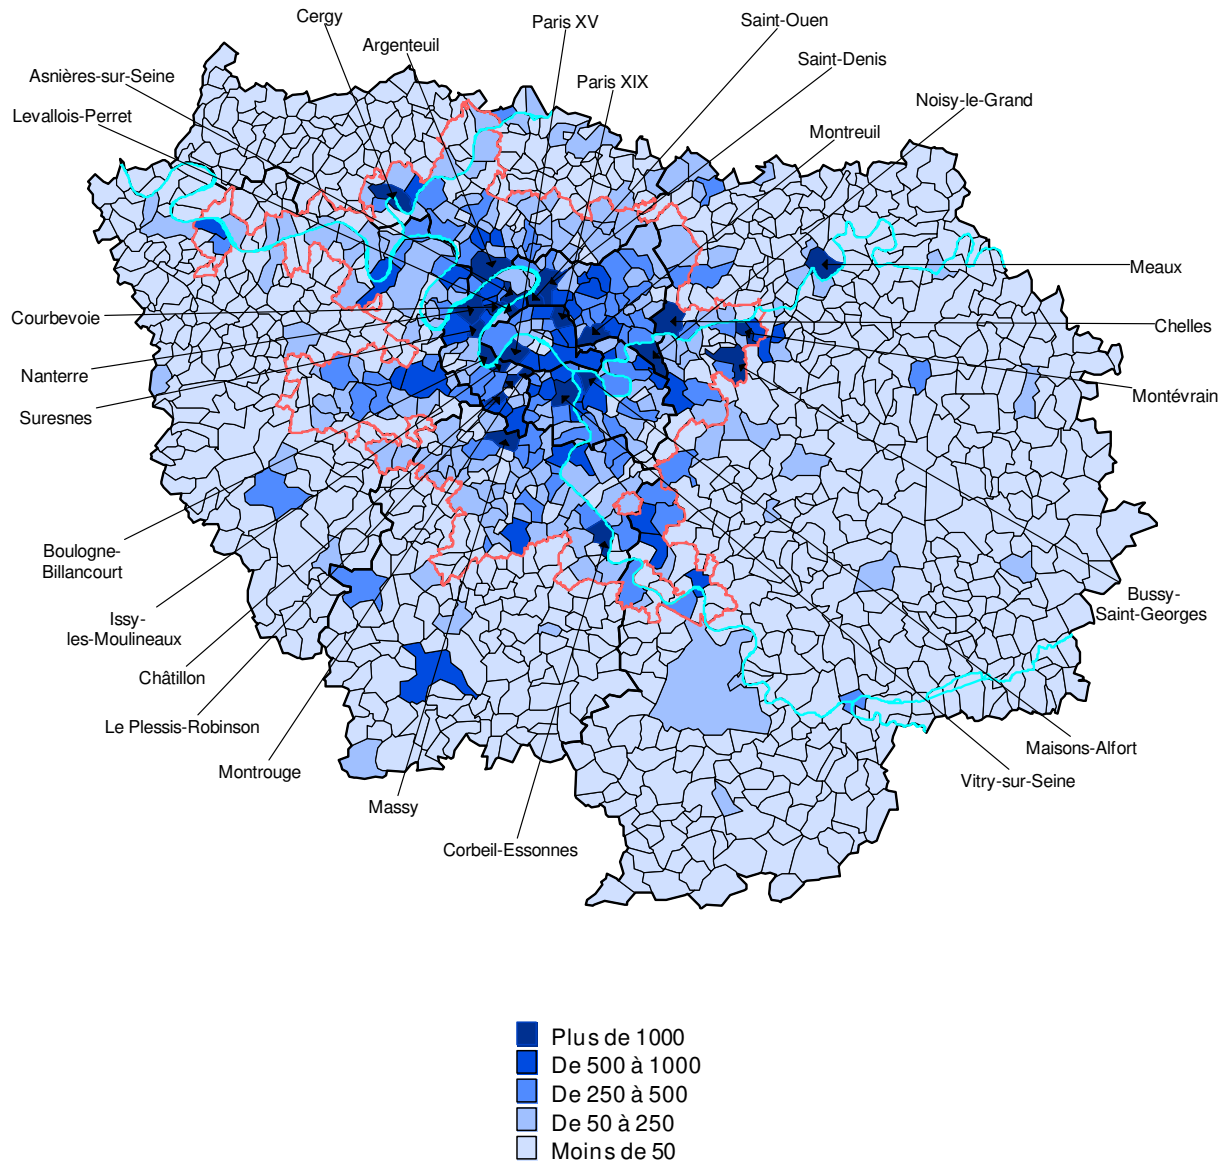 Cergy
Paris XV
Saint-Ouen
Argenteuil
Saint-Denis
Asnières-sur-Seine
Paris XIX
Noisy-le-Grand
Levallois-Perret
Montreuil
Meaux
Courbevoie
Chelles
Nanterre
Montévrain
Suresnes
Boulogne-
Billancourt
Bussy-
Saint-Georges
Issy-
les-Moulineaux
Châtillon
Le Plessis-Robinson
Maisons-Alfort
Montrouge
Vitry-sur-Seine
Massy
Corbeil-Essonnes
Plus de 1000
De 500 à 1000
De 250 à 500
De 50 à 250
Moins de 50